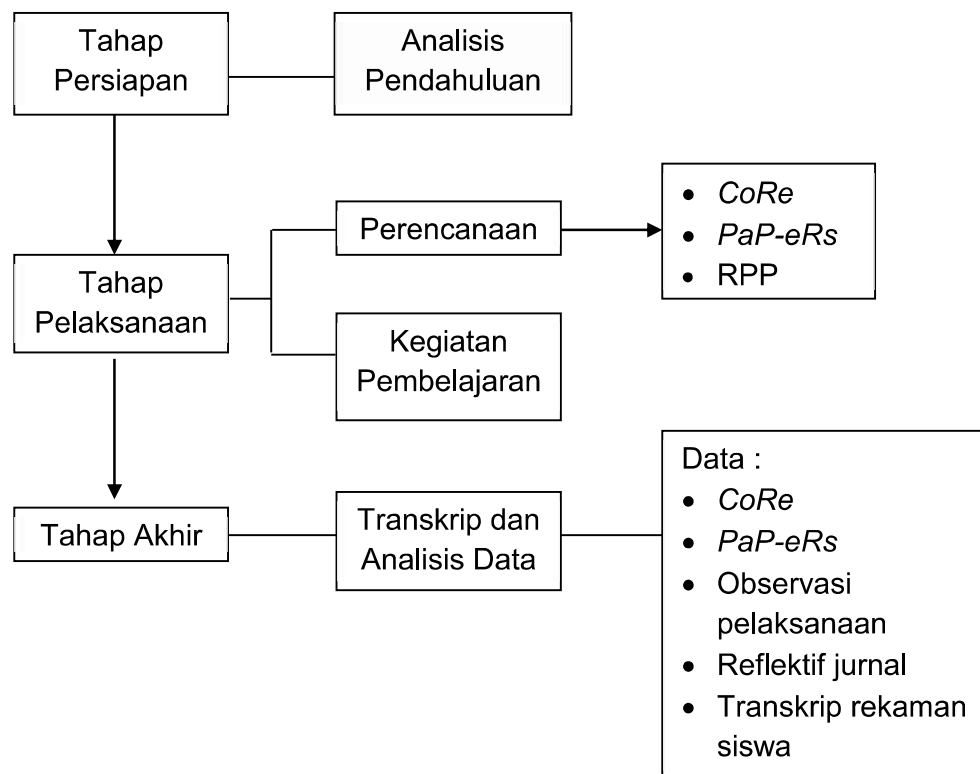 Tahap
Persiapan
Analisis
Pendahuluan
Perencanaan
• CoRe
• PaP-eRs
• RPP
Tahap
Pelaksanaan
Kegiatan
Pembelajaran
Tahap Akhir
Transkrip dan
Analisis Data
Data :
• CoRe
• PaP-eRs
• Observasi
pelaksanaan
• Reflektif jurnal
• Transkrip rekaman
siswa